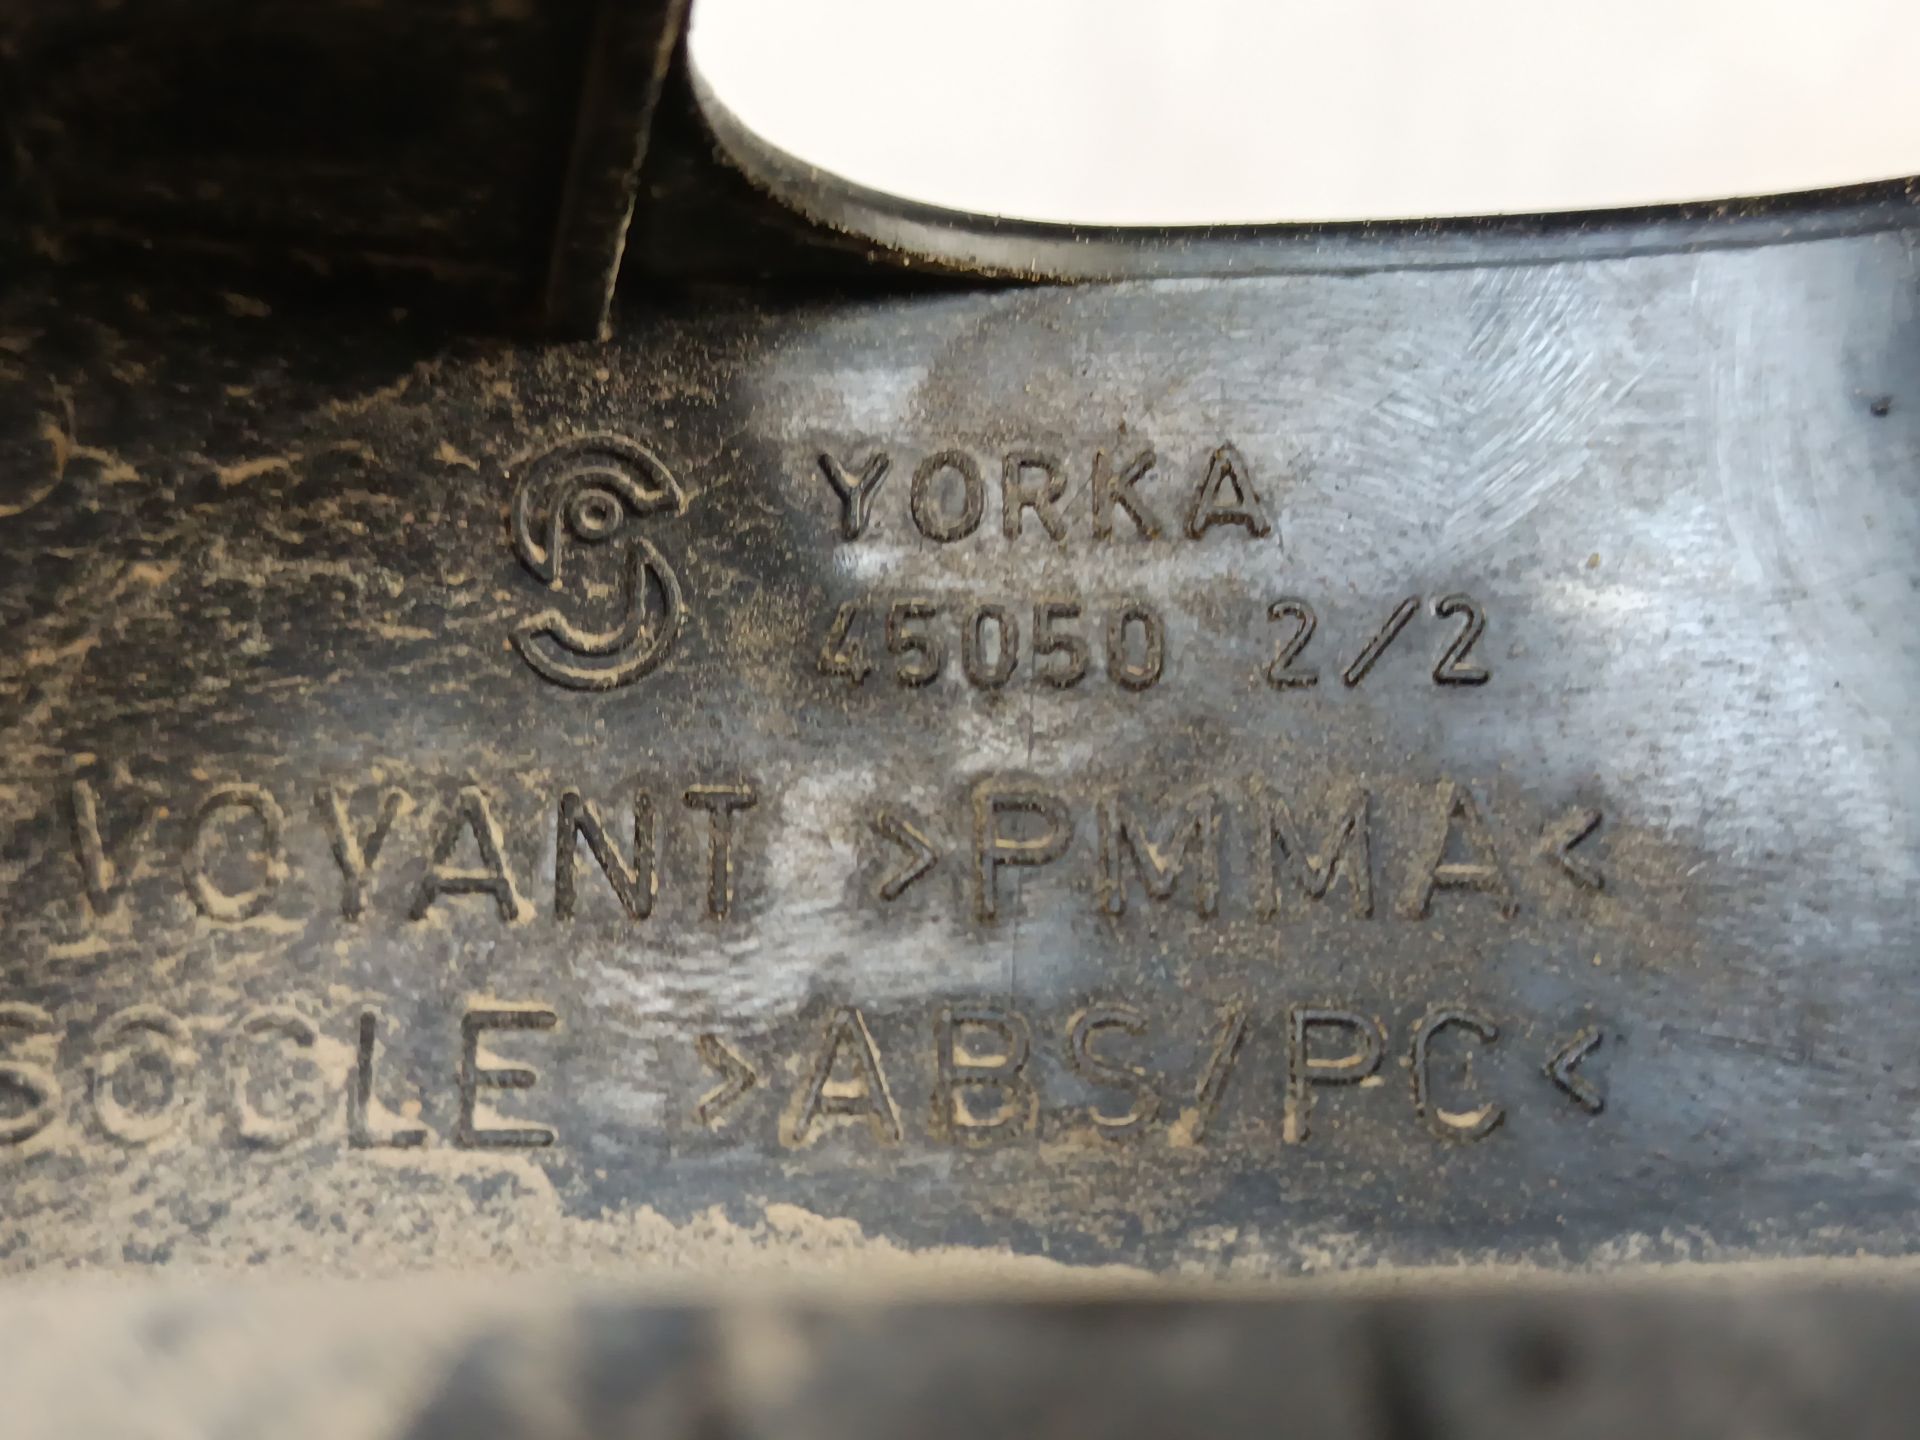 YORKA
45050 2/2
VOYANT >PMMA<
SOCLE >ABS/PC<